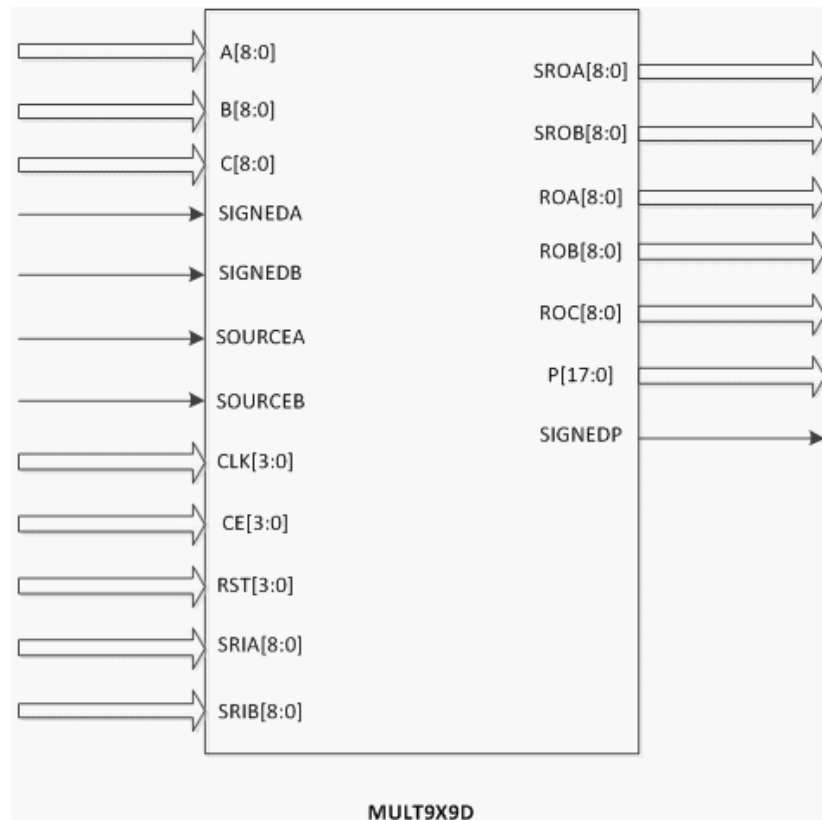 A[8:0]
B[8:0]
C[8:0]
SIGNEDA
SIGNEDB
SOURCEA
SOURCEB
CLK[3:0]
CE[3:0]
RST[3:0]
SRIA[8:0]
SRIB[8:0]
SROA[8:0]
SROB[8:0]
ROA[8:0]
ROB[8:0]
ROC[8:0]
P[17:0]
SIGNEDP
MULT9X9D